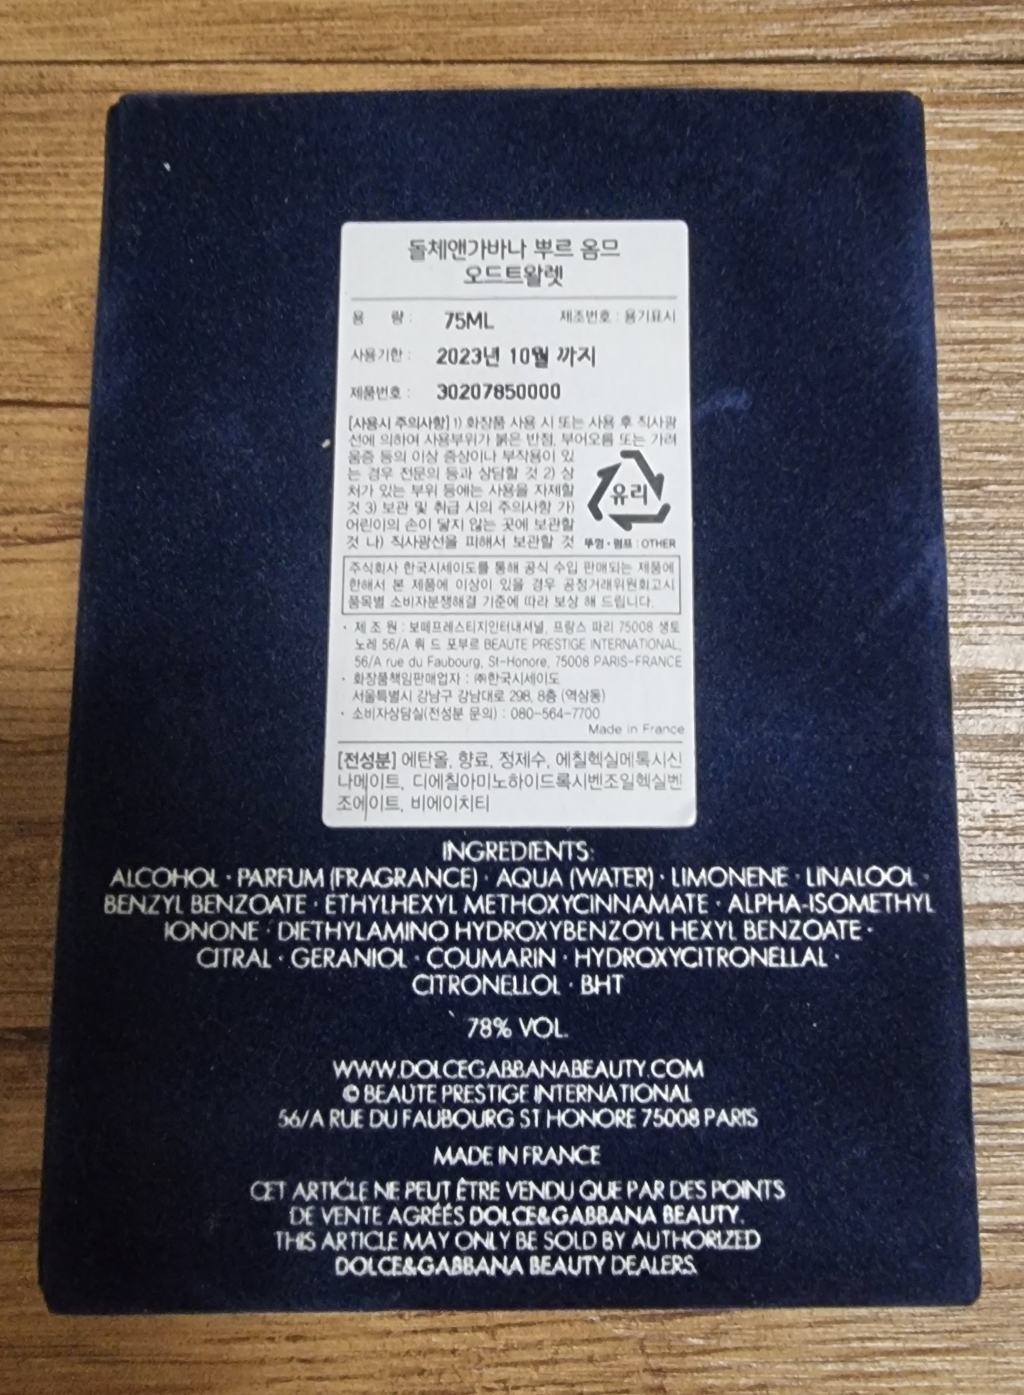 돌체앤가바나 뿌르 옴므
오드트왈렛
용 량 : 75ML 제조번호 : 용기표시
사용기한 : 2023년 10월 까지
제품번호 : 30207850000
[사용시 주의사항] 1) 화장품 사용 시 또는 사용 후 직사광
선에 의하여 사용부위가 붉은 반점, 부어오름 또는 가려
움증 등의 이상 증상이나 부작용이 있
는 경우 전문의 등과 상담할 것 2) 상
처가 있는 부위 등에는 사용을 자제할
것 3) 보관 및 취급 시의 주의사항 가)
어린이의 손이 닿지 않는 곳에 보관할
것 나) 직사광선을 피해서 보관할 것
유리
뚜껑·펌프 : OTHER
주식회사 한국시세이도를 통해 공식 수입 판매되는 제품에
한해서 본 제품에 이상이 있을 경우 공정거래위원회고시
품목별 소비자분쟁해결 기준에 따라 보상 해 드립니다.
· 제 조 원 : 보떼프레스티지인터내셔널, 프랑스 파리 75008 생토
노레 56/A 뤼 드 포부르 BEAUTE PRESTIGE INTERNATIONAL,
56/A rue du Faubourg, St-Honore, 75008 PARIS-FRANCE
· 화장품책임판매업자 : ㈜한국시세이도
서울특별시 강남구 강남대로 298, 8층 (역삼동)
· 소비자상담실(전성분 문의) : 080-564-7700
Made in France
[전성분] 에탄올, 향료, 정제수, 에칠헥실메톡시신
나메이트, 디에칠아미노하이드록시벤조일헥실벤
조에이트, 비에이치티
INGREDIENTS:
ALCOHOL · PARFUM (FRAGRANCE) · AQUA (WATER) · LIMONENE · LINALOOL ·
BENZYL BENZOATE · ETHYLHEXYL METHOXYCINNAMATE · ALPHA-ISOMETHYL
IONONE · DIETHYLAMINO HYDROXYBENZOYL HEXYL BENZOATE ·
CITRAL · GERANIOL · COUMARIN · HYDROXYCITRONELLAL ·
CITRONELLOL · BHT
78% VOL.
WWW.DOLCEGABBANABEAUTY.COM
© BEAUTE PRESTIGE INTERNATIONAL
56/A RUE DU FAUBOURG ST HONORE 75008 PARIS
MADE IN FRANCE
CET ARTICLE NE PEUT ÊTRE VENDU QUE PAR DES POINTS
DE VENTE AGRÉÉS DOLCE&GABBANA BEAUTY.
THIS ARTICLE MAY ONLY BE SOLD BY AUTHORIZED
DOLCE&GABBANA BEAUTY DEALERS.